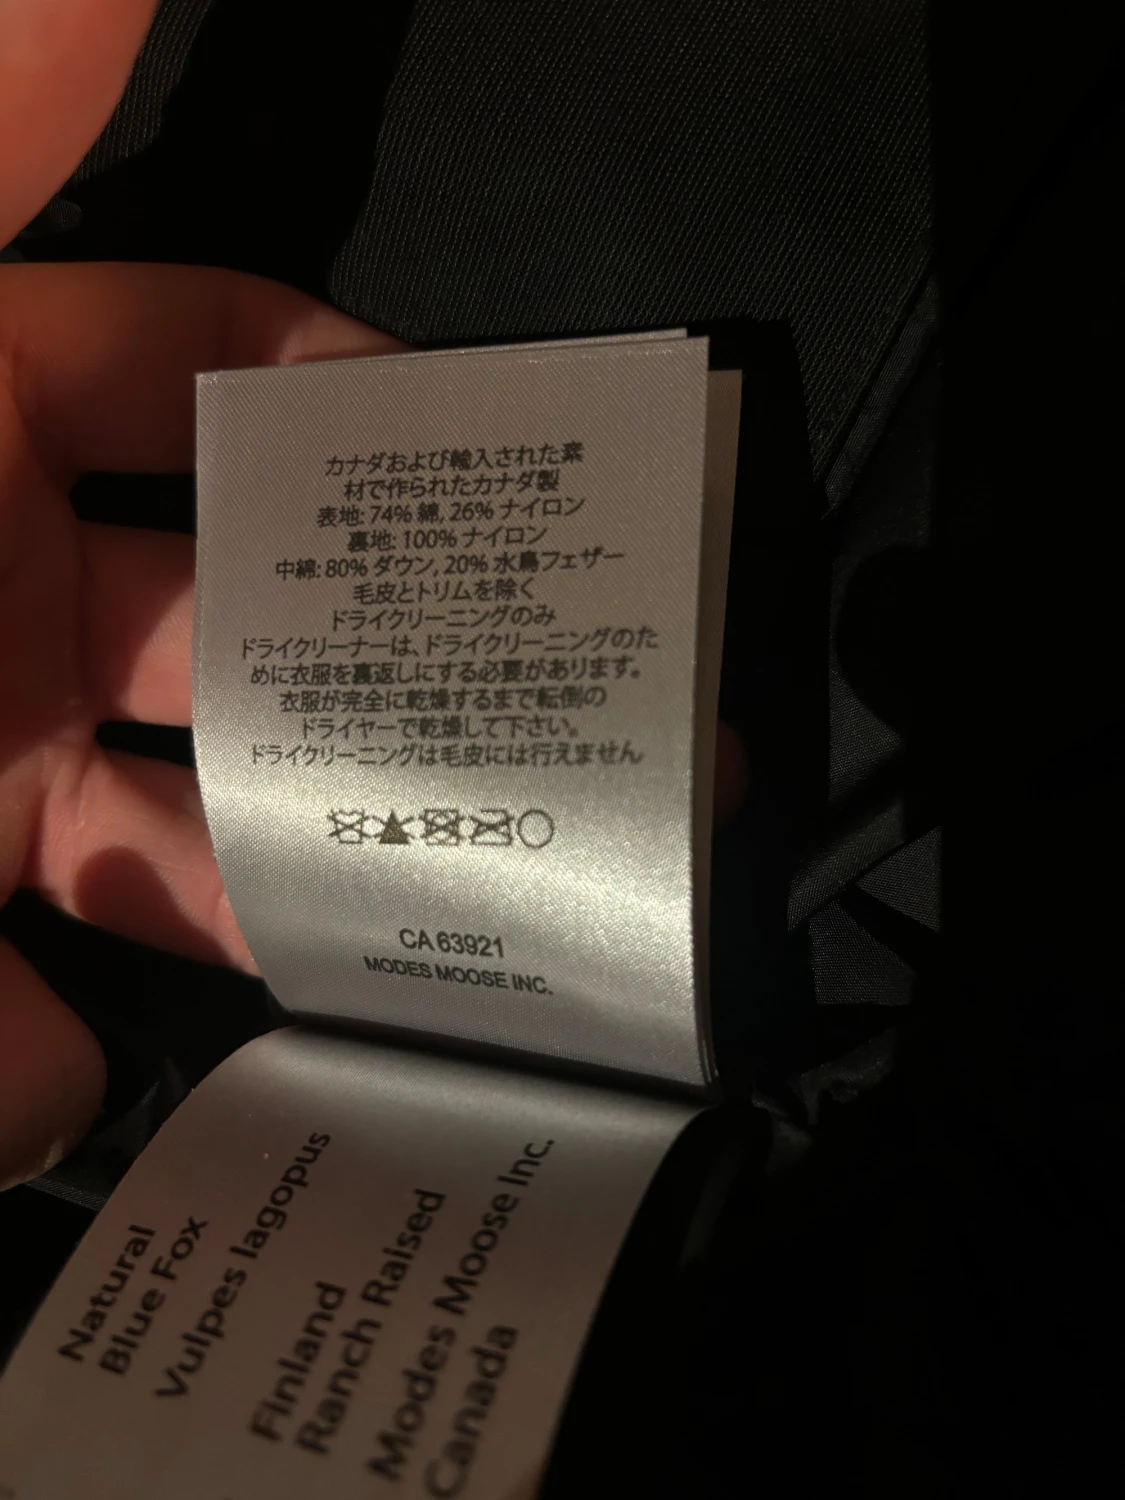 カナダおよび輸入された素
材で作られたカナダ製
表地: 74% 綿, 26% ナイロン
裏地: 100% ナイロン
中綿: 80% ダウン, 20% 水鳥フェザー
毛皮とトリムを除く
ドライクリーニングのみ
ドライクリーナーは、ドライクリーニングのた
めに衣服を裏返しにする必要があります。
衣服が完全に乾燥するまで転倒の
ドライヤーで乾燥して下さい。
ドライクリーニングは毛皮には行えません
CA 63921
MODES MOOSE INC.
Natural
Blue Fox
Vulpes lagopus
Finland
Ranch Raised
Modes Moose Inc.
Canada